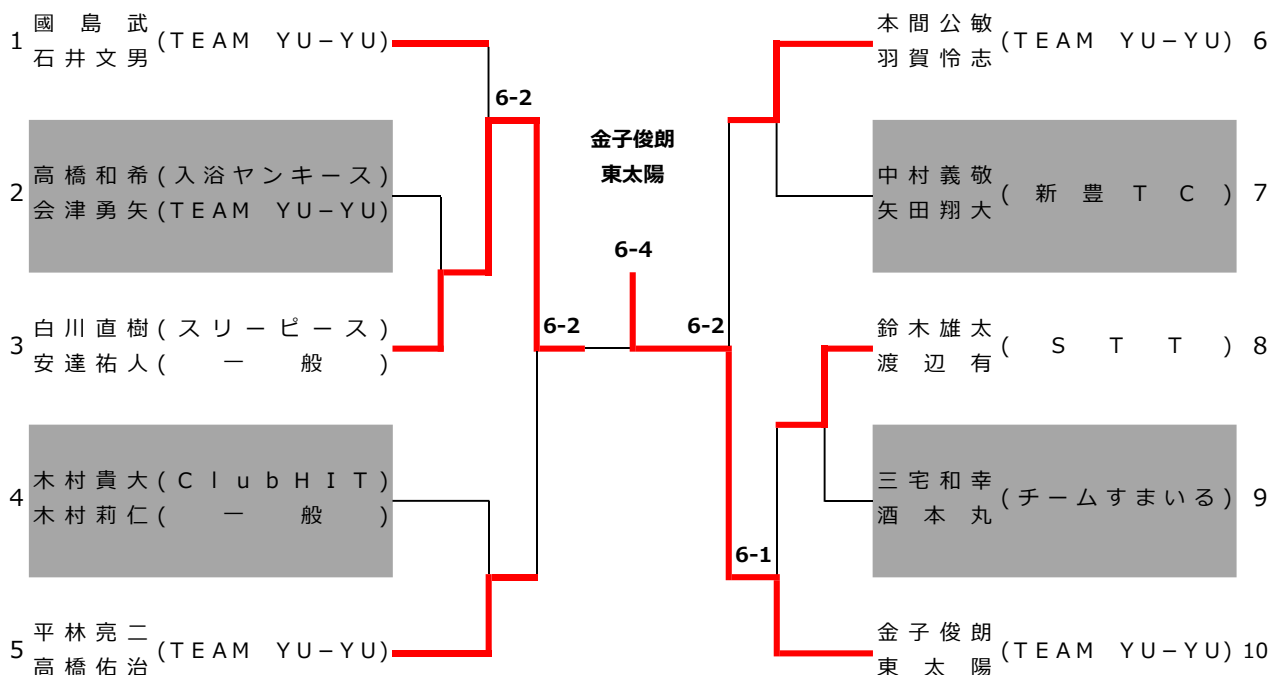 1 國島武 (TEAM YU−YU)
石井文男
2 高橋和希(入浴ヤンキース)
会津勇矢(TEAM YU−YU)
3 白川直樹(スリーピース)
安達祐人(一般)
4 木村貴大(ClubHIT)
木村莉仁(一般)
5 平林亮二 (TEAM YU−YU)
高橋佑治
6-2
6-2
金子俊朗
東太陽
6-4
6-2
6-1
本間公敏 (TEAM YU−YU) 6
羽賀怜志
中村義敬 (新豊TC) 7
矢田翔大
鈴木雄太 (STT) 8
渡辺有
三宅和幸 (チームすまいる) 9
酒本丸
金子俊朗 (TEAM YU−YU) 10
東太陽